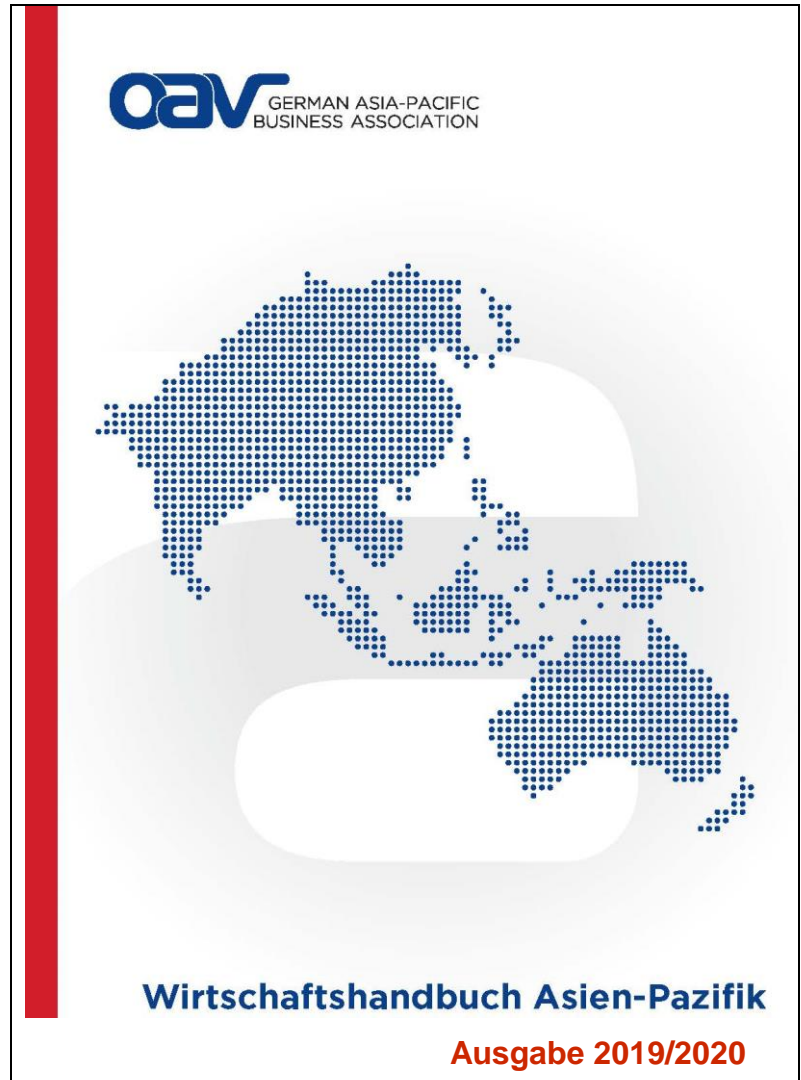 oav GERMAN ASIA-PACIFIC
BUSINESS ASSOCIATION
Wirtschaftshandbuch Asien-Pazifik
Ausgabe 2019/2020